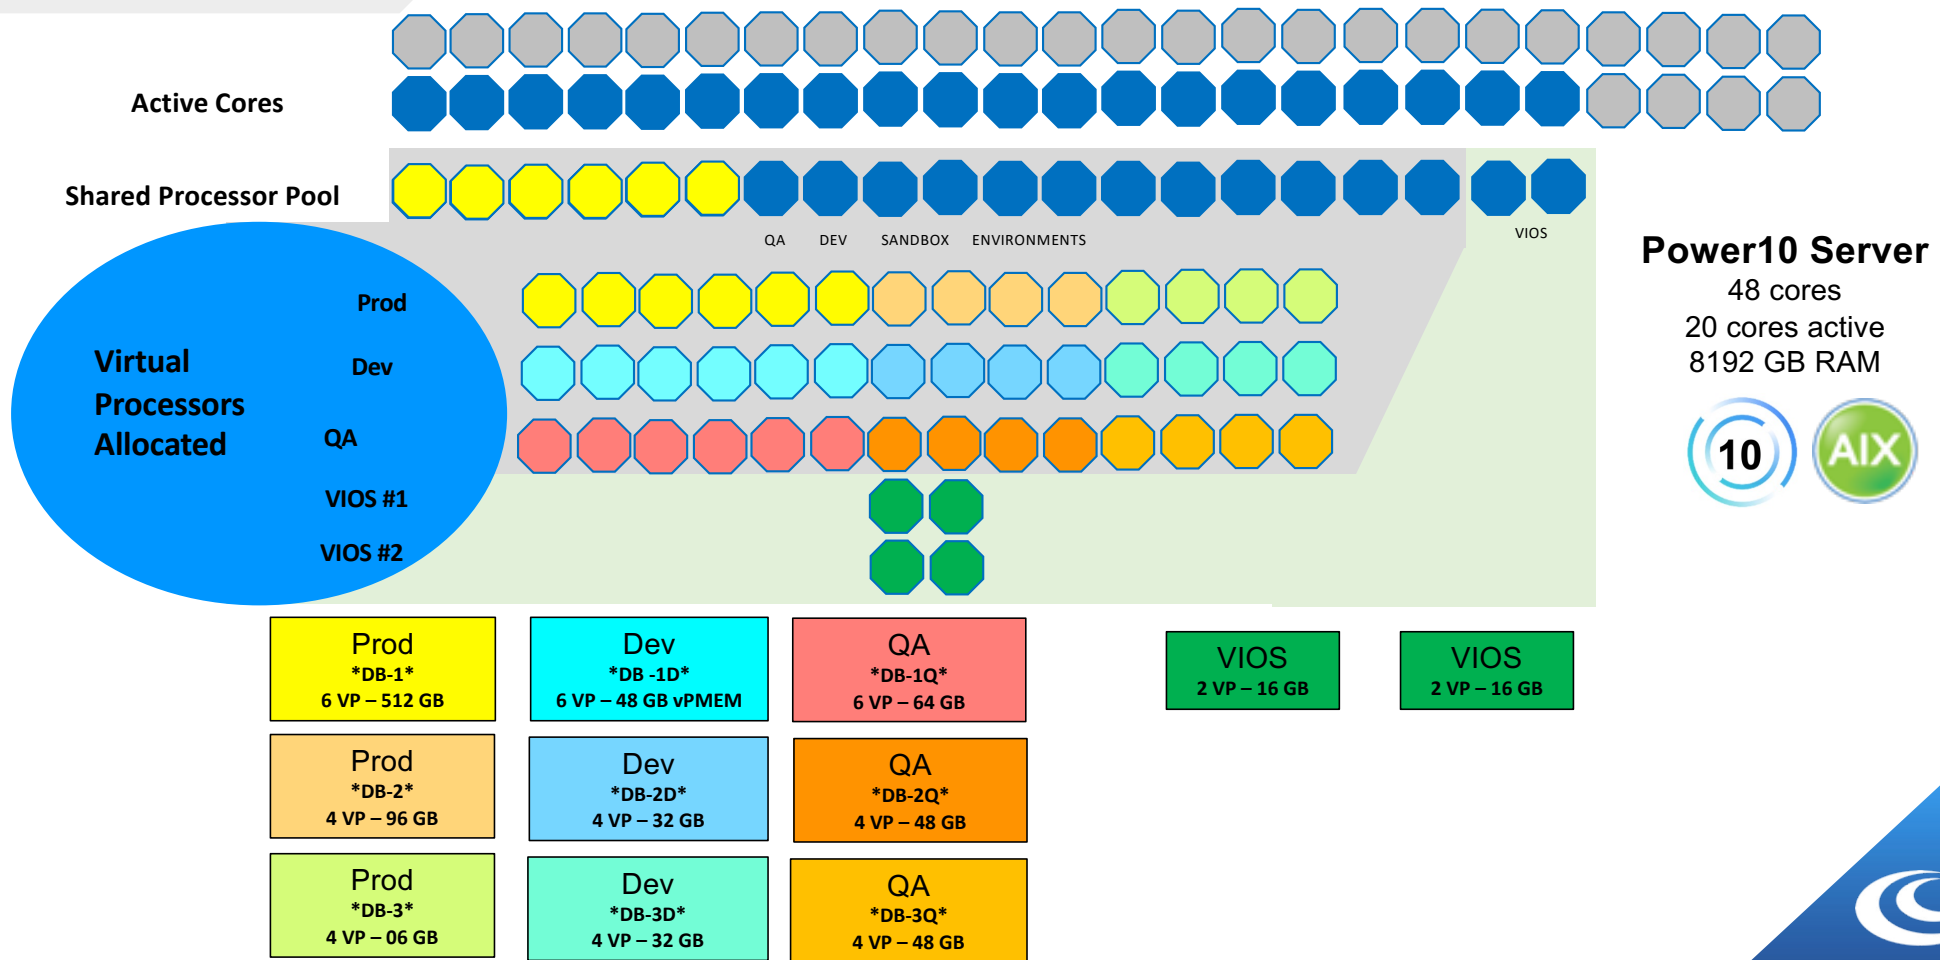 Active Cores
Shared Processor Pool
QA DEV SANDBOX ENVIRONMENTS
VIOS
Power10 Server
48 cores
20 cores active
8192 GB RAM
10
AIX
Virtual
Processors
Allocated
Prod
Dev
QA
VIOS #1
VIOS #2
Prod
*DB-1*
6 VP – 512 GB
Dev
*DB -1D*
6 VP – 48 GB vPMEM
QA
*DB-1Q*
6 VP – 64 GB
VIOS
2 VP – 16 GB
VIOS
2 VP – 16 GB
Prod
*DB-2*
4 VP – 96 GB
Dev
*DB-2D*
4 VP – 32 GB
QA
*DB-2Q*
4 VP – 48 GB
Prod
*DB-3*
4 VP – 06 GB
Dev
*DB-3D*
4 VP – 32 GB
QA
*DB-3Q*
4 VP – 48 GB